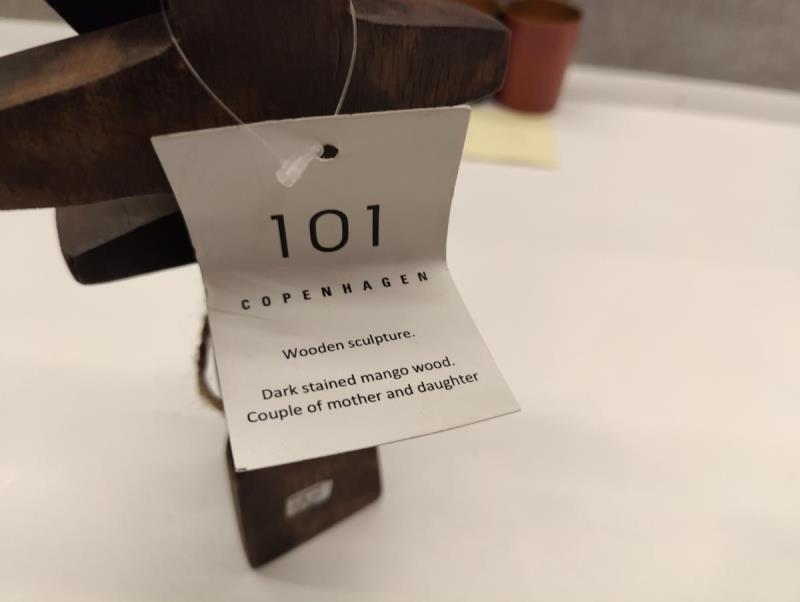 101
COPENHAGEN
Wooden sculpture.
Dark stained mango wood.
Couple of mother and daughter